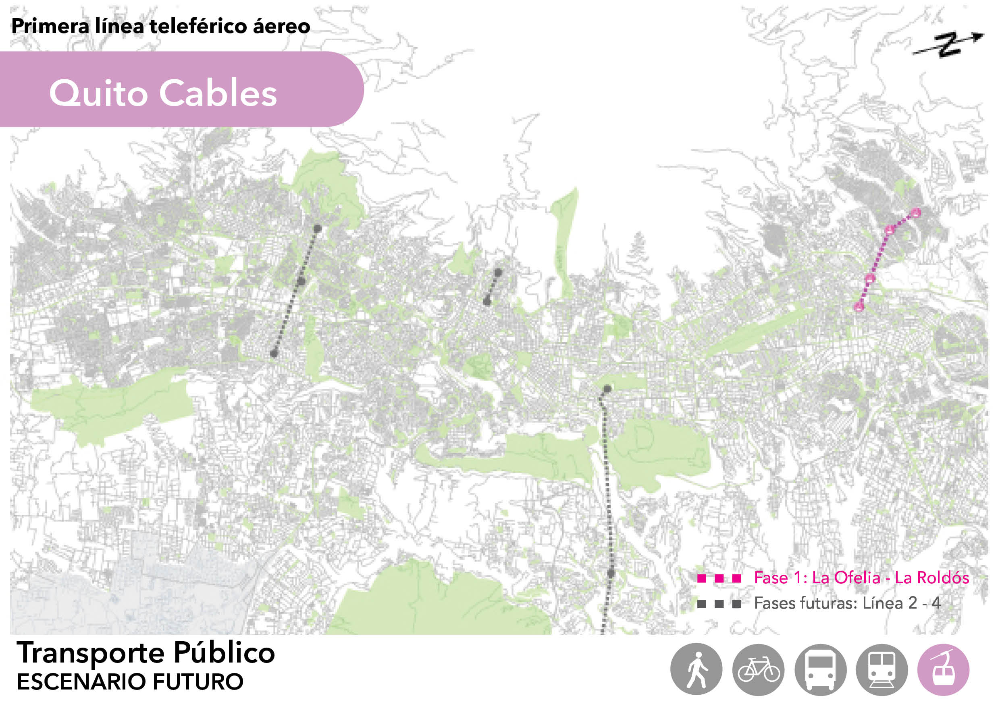 Primera línea teleférico áereo
Quito Cables
Z
Fase 1: La Ofelia - La Roldós
Fases futuras: Línea 2 - 4
Transporte Público
ESCENARIO FUTURO